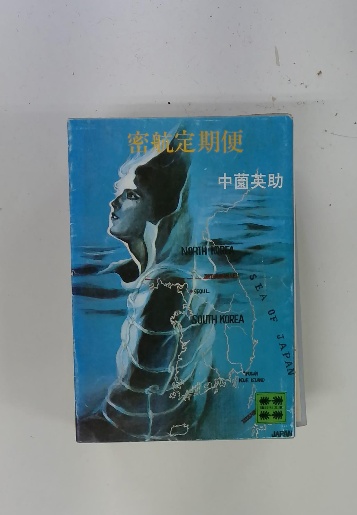 密航定期便
中薗英助
NORTH KOREA
SEOUL
SOUTH KOREA
SEA OF JAPAN
JAPAN